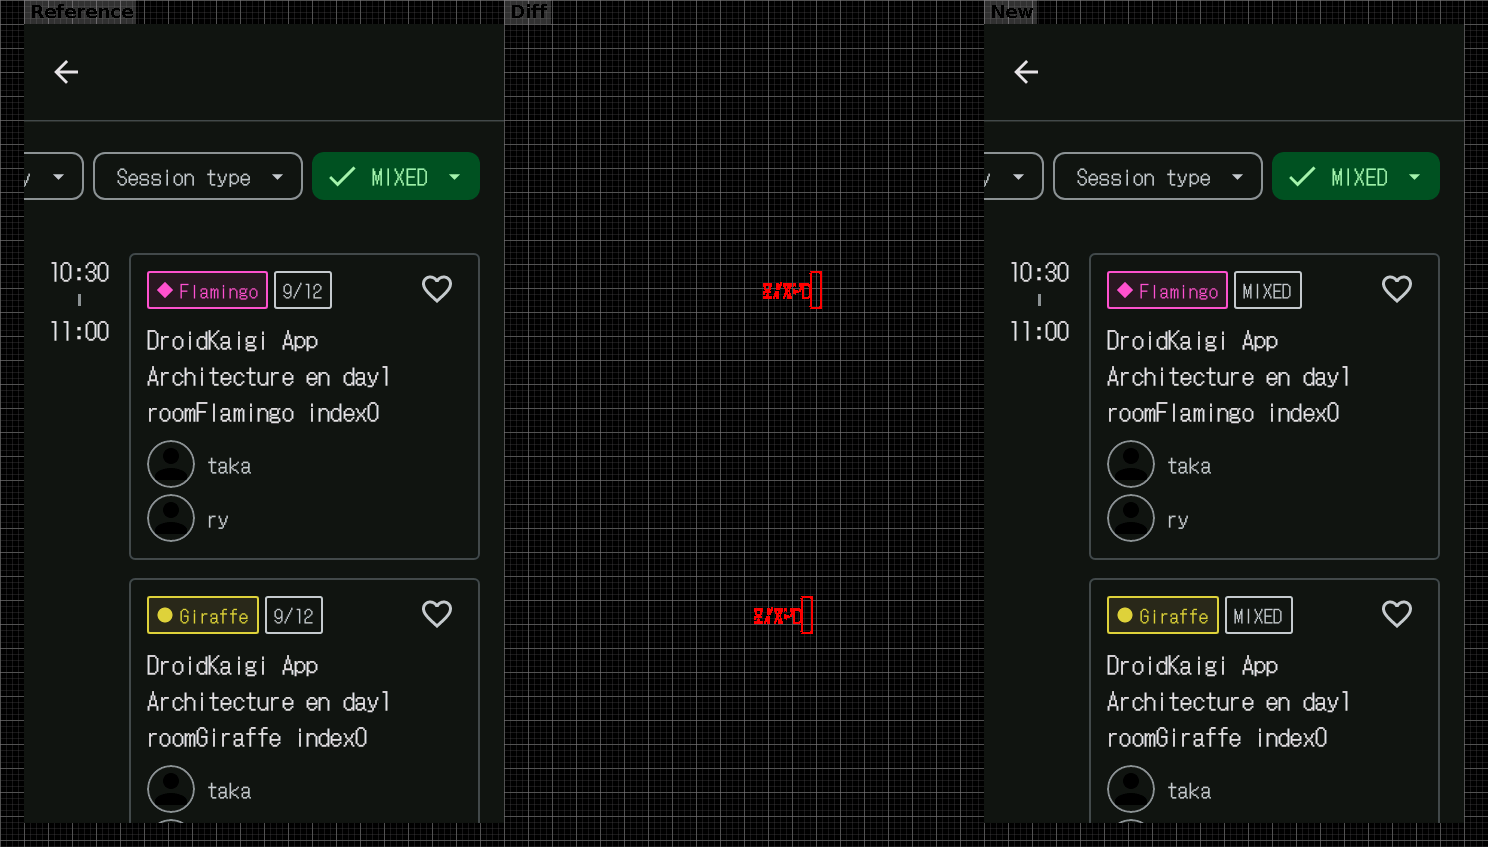 Reference
Diff
New
y
Session type
MIXED
10:30
11:00
Flamingo
9/12
DroidKaigi App
Architecture en day1
roomFlamingo index0
taka
ry
Giraffe
9/12
DroidKaigi App
Architecture en day1
roomGiraffe index0
taka
y
Session type
MIXED
10:30
11:00
Flamingo
MIXED
DroidKaigi App
Architecture en day1
roomFlamingo index0
taka
ry
Giraffe
MIXED
DroidKaigi App
Architecture en day1
roomGiraffe index0
taka